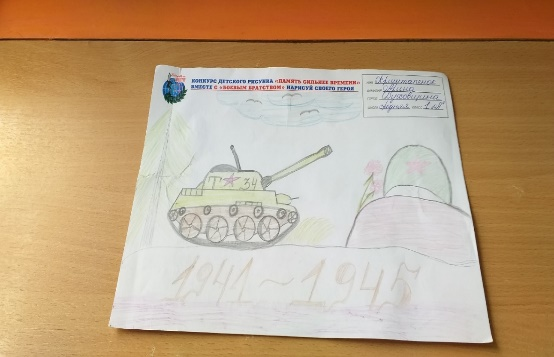 КОНКУРС ДЕТСКОГО РИСУНКА «ПАМЯТЬ СИЛЬНЕЕ ВРЕМЕНИ»
ВМЕСТЕ С «БОЕВЫМ БРАТСТВОМ» НАРИСУЙ СВОЕГО ГЕРОЯ
Т 34
1941~1945